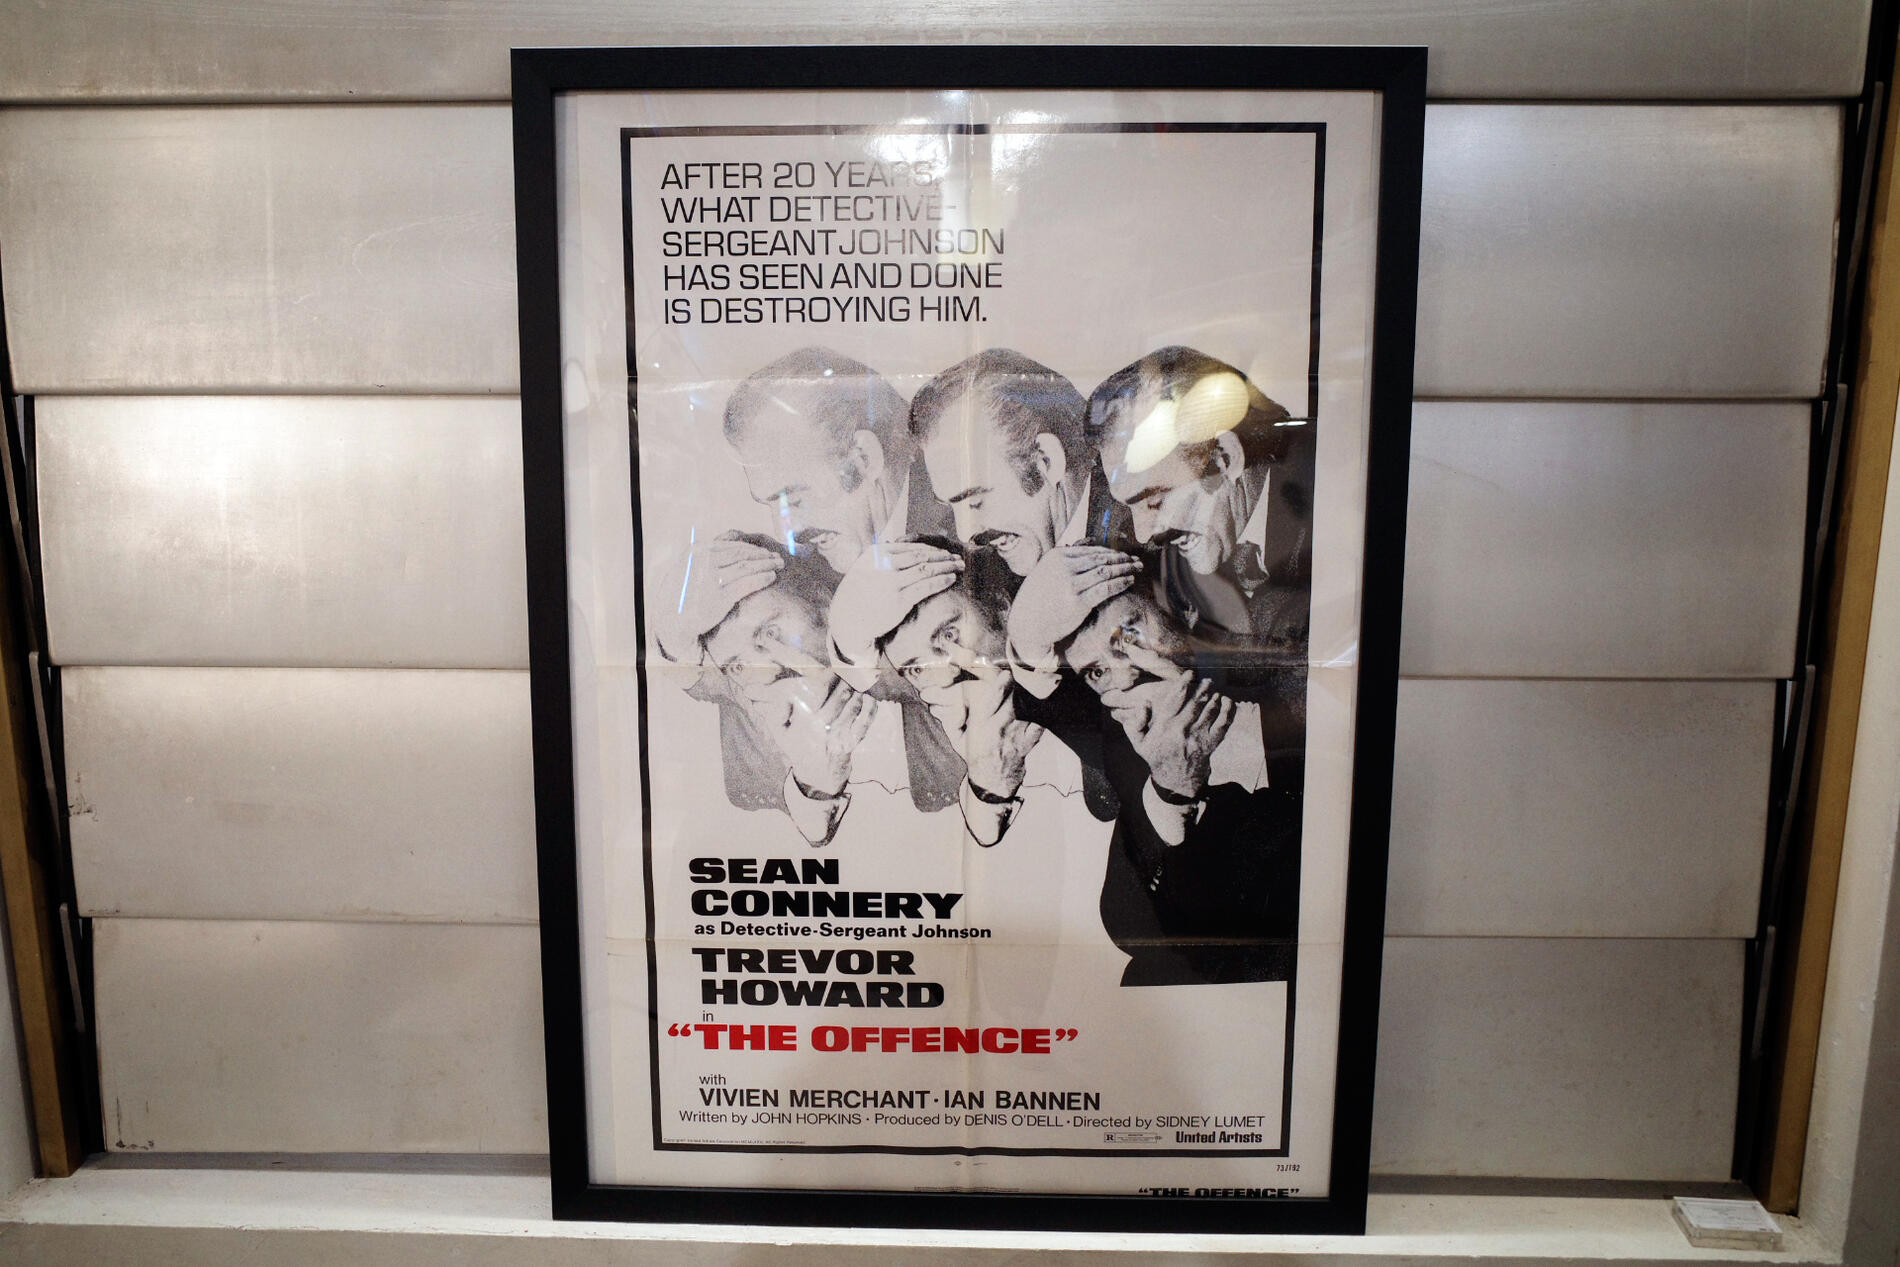 AFTER 20 YEARS,
WHAT DETECTIVE-
SERGEANT JOHNSON
HAS SEEN AND DONE
IS DESTROYING HIM.
SEAN
CONNERY
as Detective-Sergeant Johnson
TREVOR
HOWARD
in
“THE OFFENCE”
with
VIVIEN MERCHANT · IAN BANNEN
Written by JOHN HOPKINS · Produced by DENIS O'DELL · Directed by SIDNEY LUMET
R
United Artists
73/192
“THE OFFENCE”